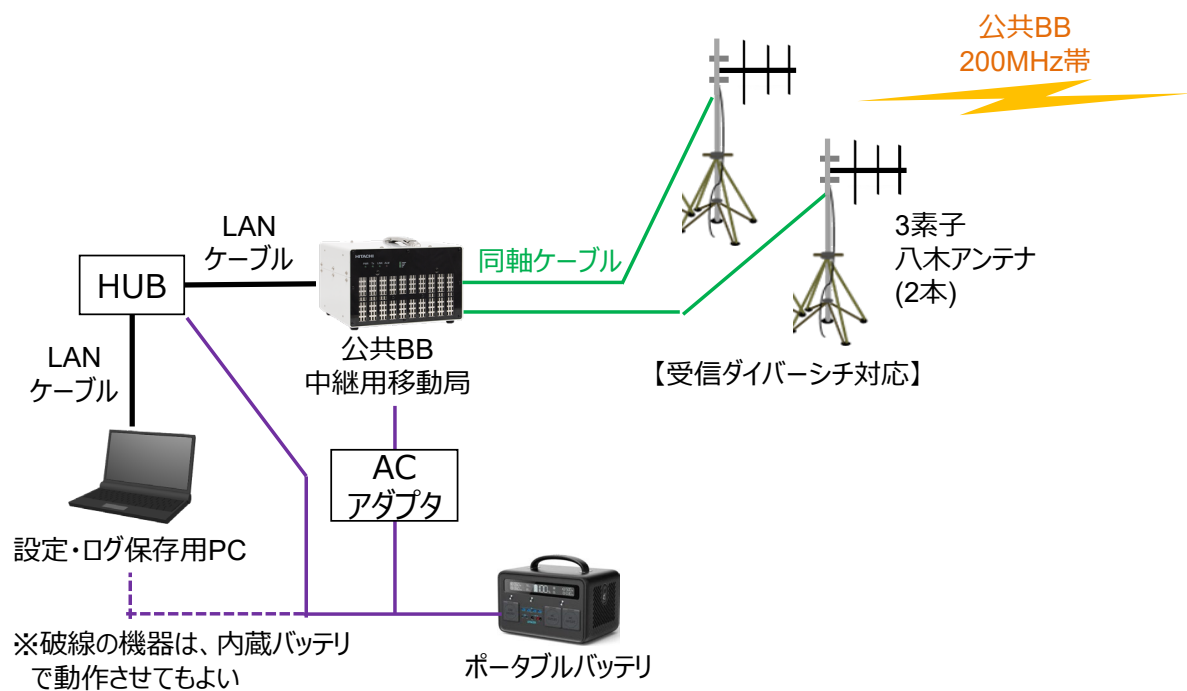 公共BB
200MHz帯
LAN
ケーブル
同軸ケーブル
3素子
八木アンテナ
(2本)
HUB
HITACHI
公共BB
中継用移動局
【受信ダイバーシチ対応】
LAN
ケーブル
AC
アダプタ
設定・ログ保存用PC
※破線の機器は、内蔵バッテリ
で動作させてもよい
ポータブルバッテリ